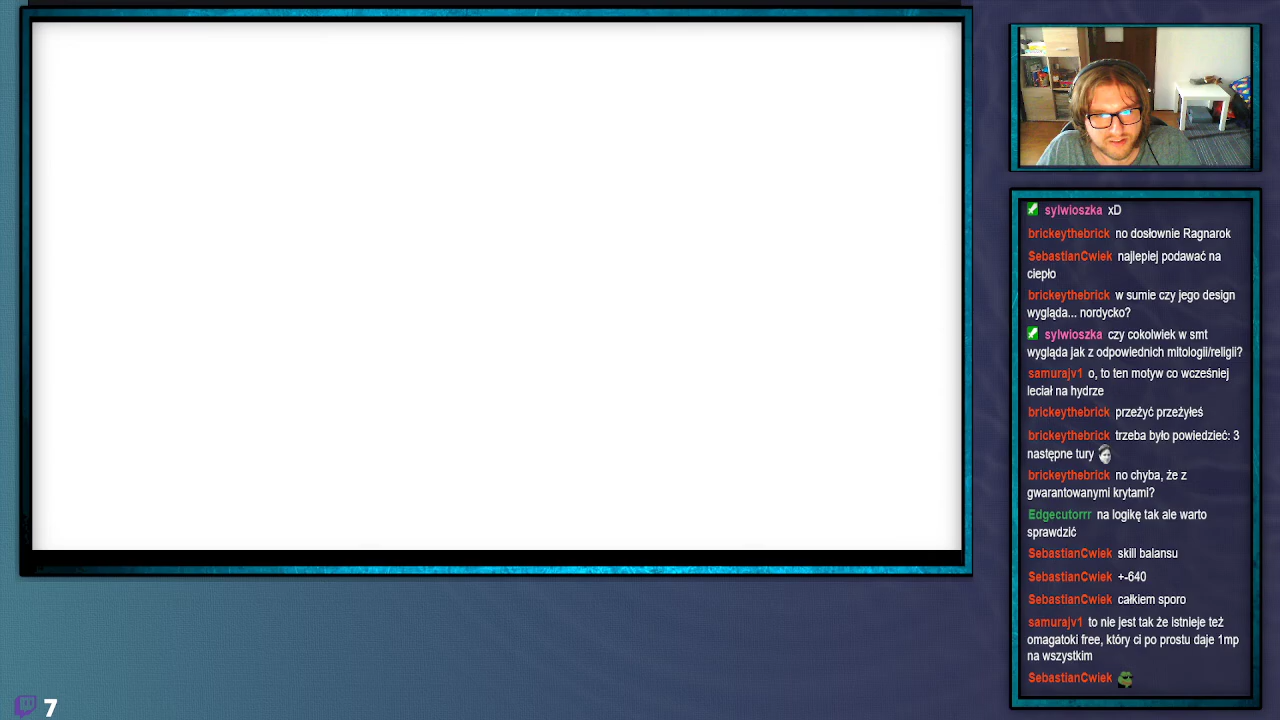 sylwioszka xD
brickeythebrick no dosłownie Ragnarok
SebastianCwiek najlepiej podawać na
ciepło
brickeythebrick w sumie czy jego design
wygląda... nordycko?
sylwioszka czy cokolwiek w smt
wygląda jak z odpowiednich mitologii/religii?
samurajv1 o, to ten motyw co wcześniej
leciał na hydrze
brickeythebrick przeżyć przeżyłeś
brickeythebrick trzeba było powiedzieć: 3
następne tury
brickeythebrick no chyba, że z
gwarantowanymi krytami?
Edgecutorrr na logikę tak ale warto
sprawdzić
SebastianCwiek skill balansu
SebastianCwiek +-640
SebastianCwiek całkiem sporo
samurajv1 to nie jest tak że istnieje też
omagatoki free, który ci po prostu daje 1mp
na wszystkim
SebastianCwiek
7